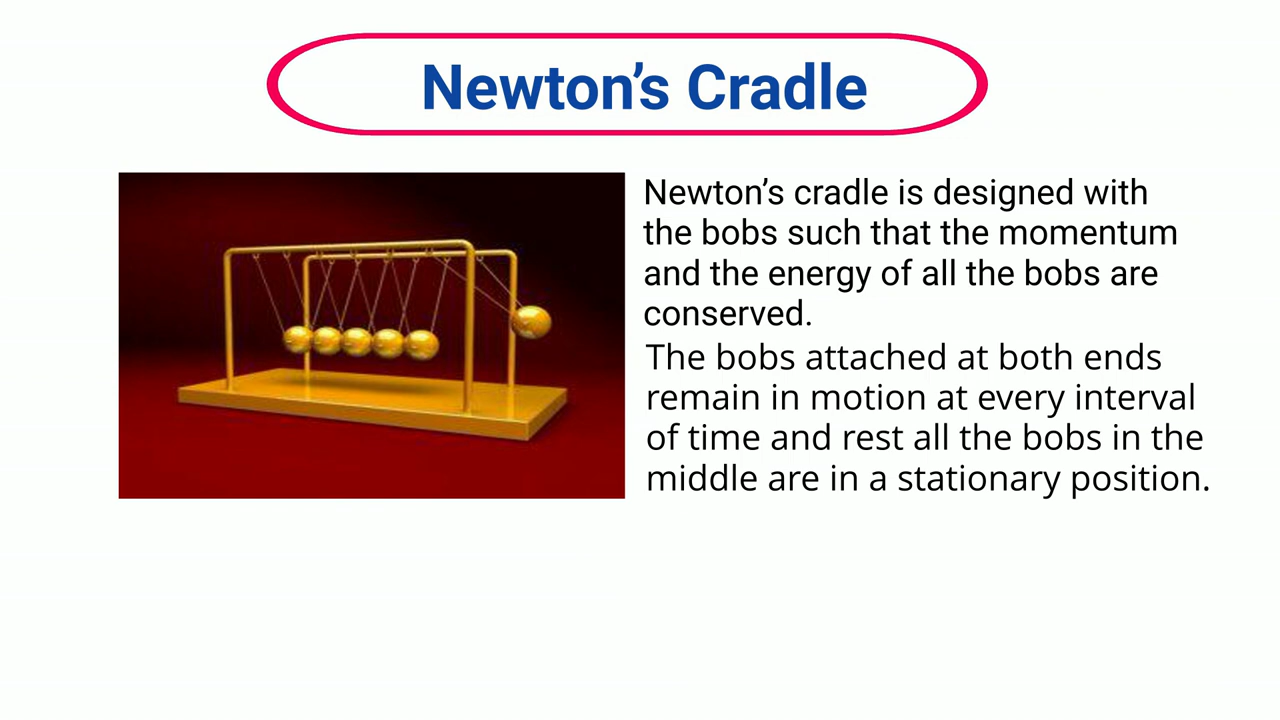 Newton’s Cradle
Newton’s cradle is designed with
the bobs such that the momentum
and the energy of all the bobs are
conserved.
The bobs attached at both ends
remain in motion at every interval
of time and rest all the bobs in the
middle are in a stationary position.